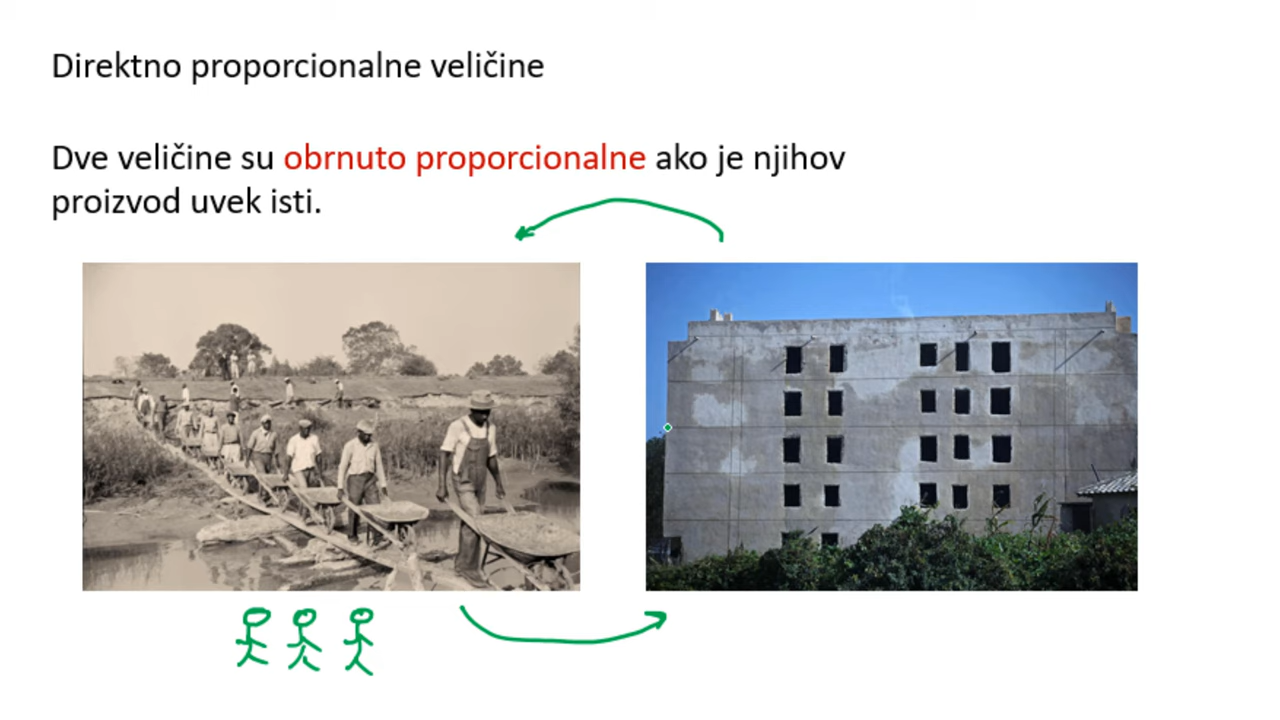 Direktno proporcionalne veličine
Dve veličine su obrnuto proporcionalne ako je njihov
proizvod uvek isti.